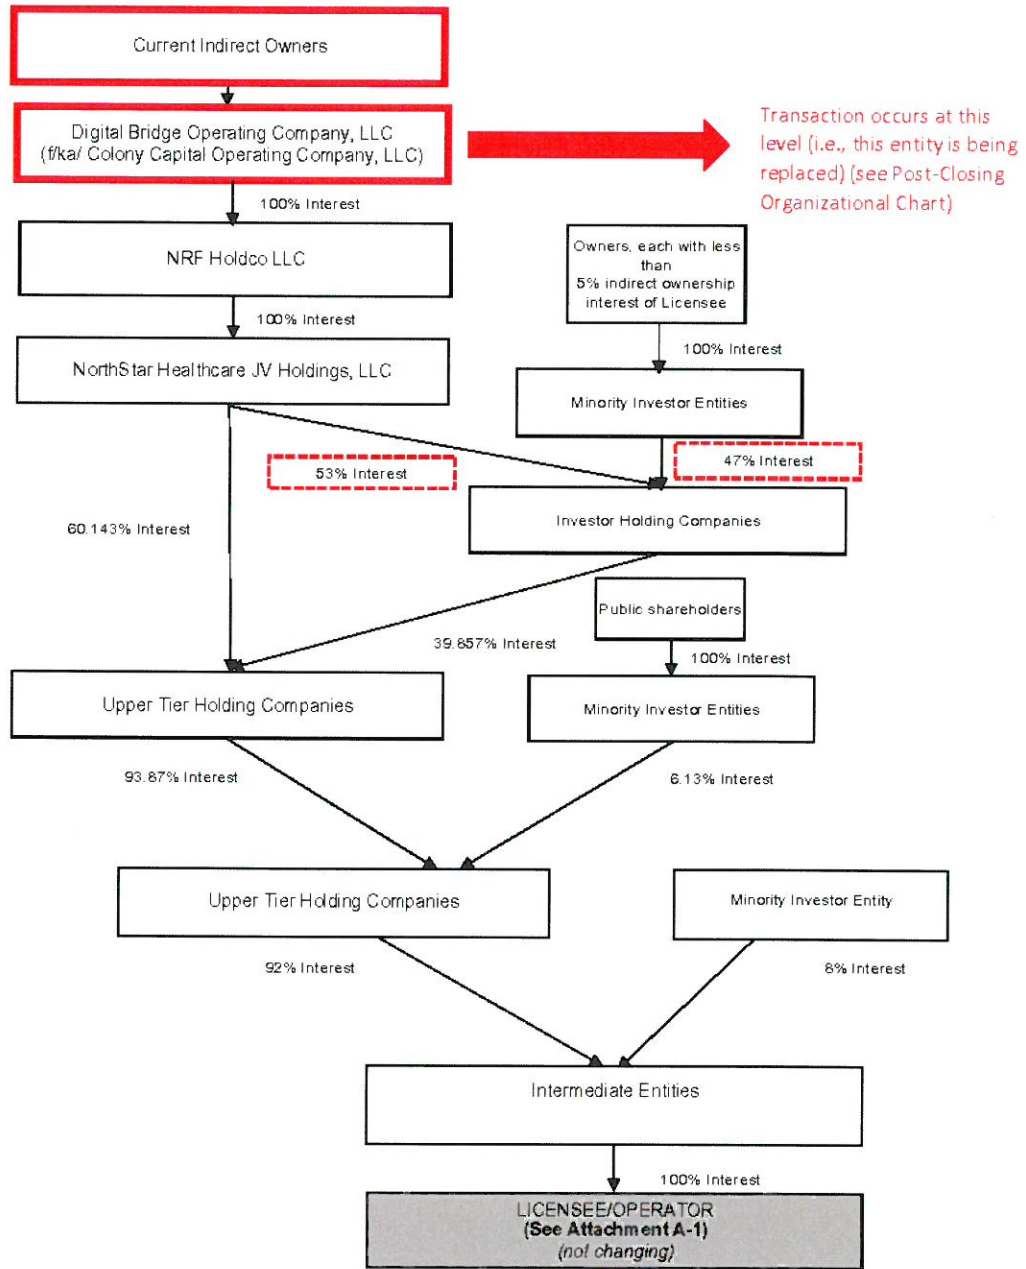 Current Indirect Owners
Digital Bridge Operating Company, LLC
(f/ka/ Colony Capital Operating Company, LLC)
Transaction occurs at this
level (i.e., this entity is being
replaced) (see Post-Closing
Organizational Chart)
100% Interest
NRF Holdco LLC
Owners, each with less
than
5% indirect ownership
interest of Licensee
100% Interest
100% Interest
NorthStar Healthcare JV Holdings, LLC
Minority Investor Entities
53% Interest
47% Interest
60.143% Interest
Investor Holding Companies
Public shareholders
39.857% Interest
100% Interest
Upper Tier Holding Companies
Minority Investor Entities
93.87% Interest
6.13% Interest
Upper Tier Holding Companies
Minority Investor Entity
92% Interest
8% Interest
Intermediate Entities
100% Interest
LICENSEE/OPERATOR
(See Attachment A-1)
(not changing)